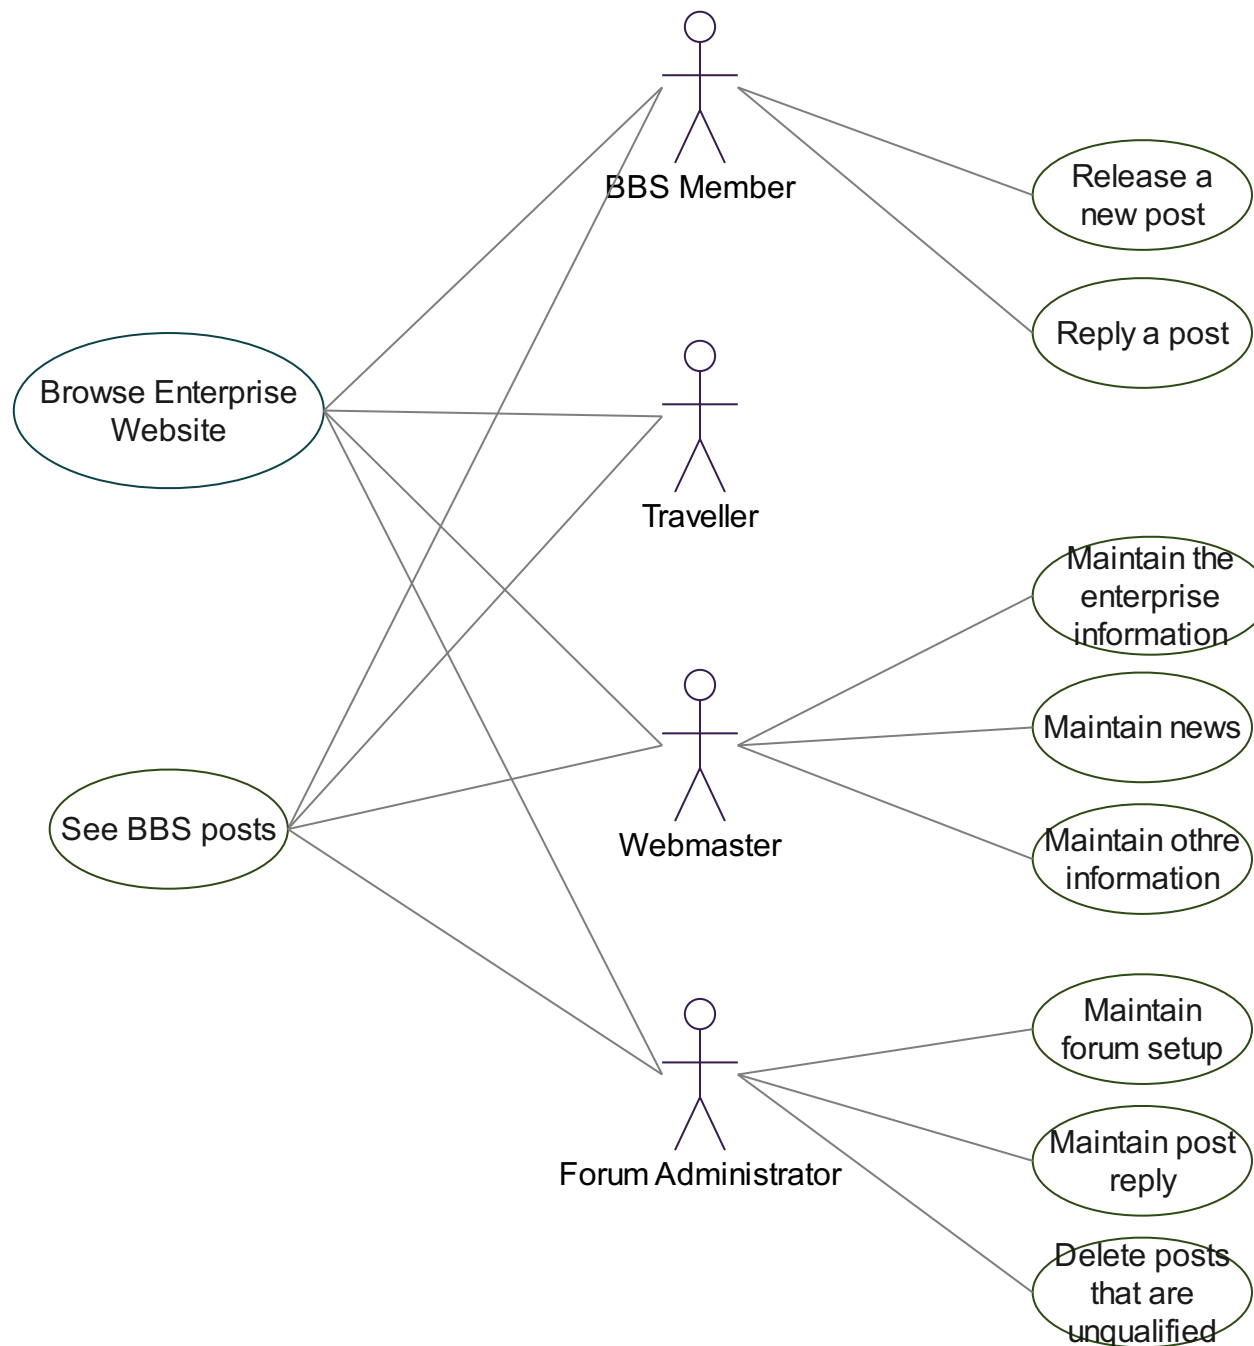 BBS Member
Release a
new post
Reply a post
Browse Enterprise
Website
Traveller
Maintain the
enterprise
information
Maintain news
See BBS posts
Webmaster
Maintain othre
information
Maintain
forum setup
Maintain post
reply
Forum Administrator
Delete posts
that are
unqualified